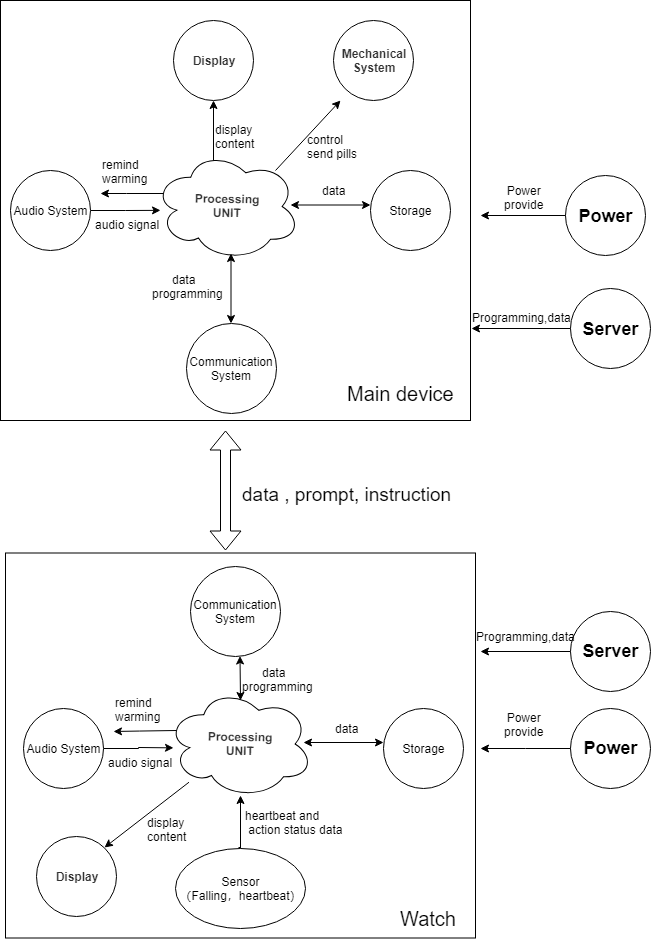 Display
Mechanical
System
display
content
control
send pills
remind
warming
Audio System
audio signal
Processing
UNIT
data
Storage
Power
provide
Power
data
programming
Programming,data
Server
Communication
System
Main device
data , prompt, instruction
Communication
System
Programming,data
Server
data
programming
remind
warming
Audio System
audio signal
Processing
UNIT
data
Storage
Power
provide
Power
display
content
heartbeat and
action status data
Display
Sensor
(Falling， heartbeat)
Watch